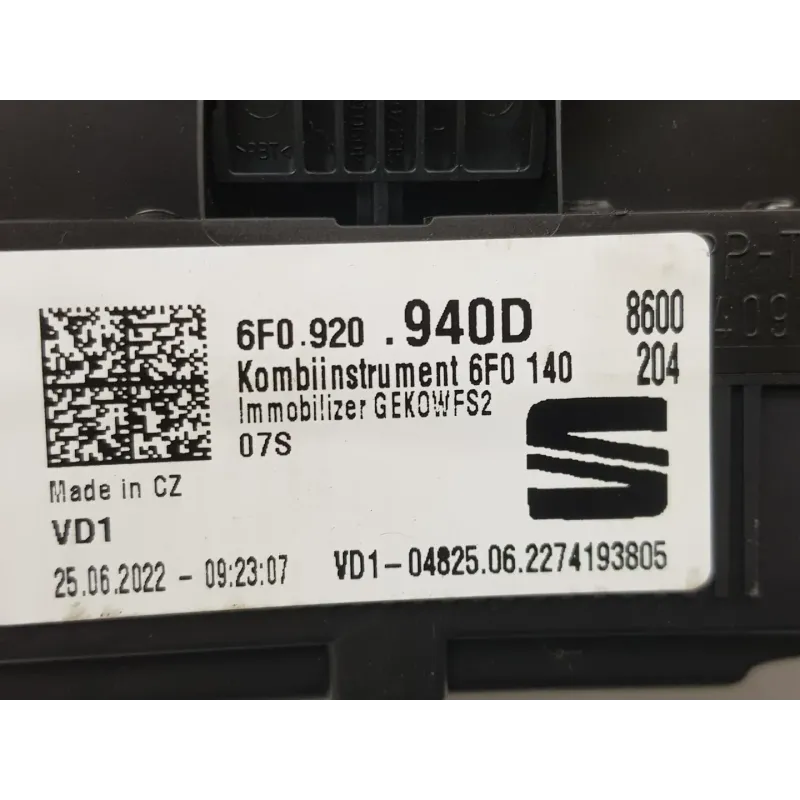 >PBT<
6F0.920 .940D 8600
Kombiinstrument 6F0 140 204
Immobilizer GEKOWFS2
07S
Made in CZ
VD1
25.06.2022 - 09:23:07 VD1-04825.06.2274193805